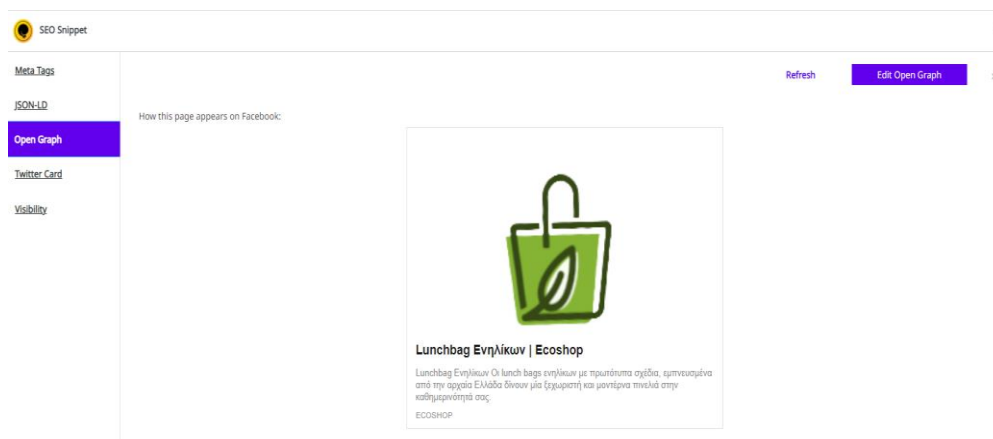 SEO Snippet
Meta Tags
Refresh
Edit Open Graph
JSON-LD
How this page appears on Facebook:
Open Graph
Twitter Card
Visibility
Lunchbag Ενηλίκων | Ecoshop
Lunchbag Ενηλίκων Οι lunch bags ενηλίκων με πρωτότυπα σχέδια, εμπνευσμένα
από την αρχαία Ελλάδα δίνουν μία ξεχωριστή και μοντέρνα πινελιά στην
καθημερινότητά σας.
ECOSHOP